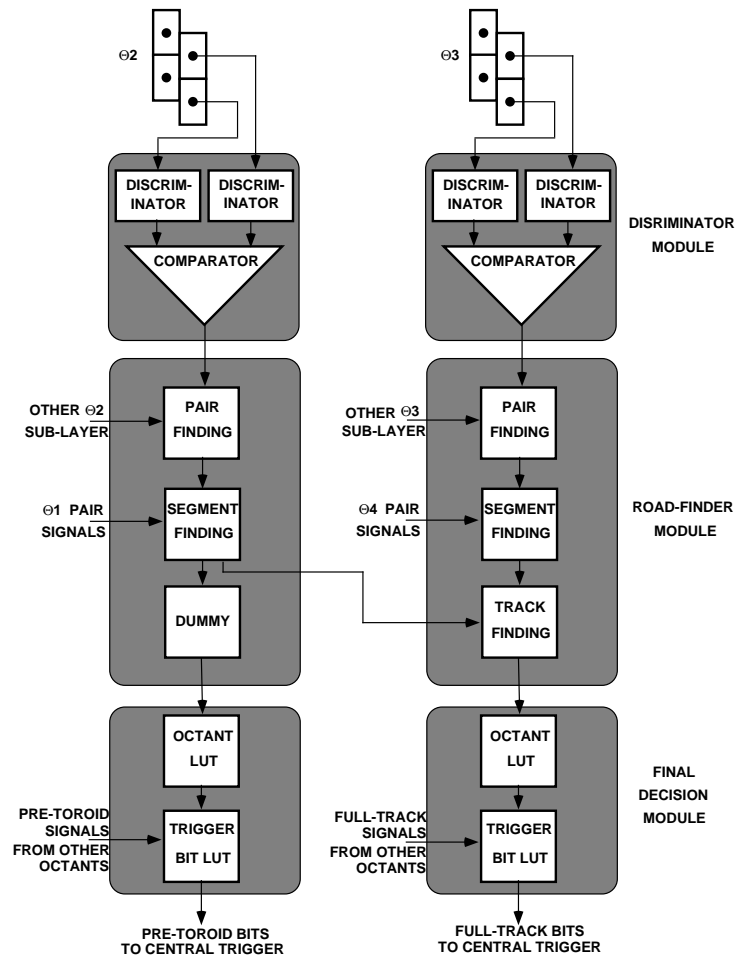 Θ2
Θ3
DISCRIM-
INATOR
DISCRIM-
INATOR
DISCRIM-
INATOR
DISCRIM-
INATOR
DISRIMINATOR
MODULE
COMPARATOR
COMPARATOR
OTHER Θ2
SUB-LAYER
PAIR
FINDING
OTHER Θ3
SUB-LAYER
PAIR
FINDING
Θ1 PAIR
SIGNALS
SEGMENT
FINDING
Θ4 PAIR
SIGNALS
SEGMENT
FINDING
ROAD-FINDER
MODULE
DUMMY
TRACK
FINDING
OCTANT
LUT
OCTANT
LUT
FINAL
DECISION
MODULE
PRE-TOROID
SIGNALS
FROM OTHER
OCTANTS
TRIGGER
BIT LUT
FULL-TRACK
SIGNALS
FROM OTHER
OCTANTS
TRIGGER
BIT LUT
PRE-TOROID BITS
TO CENTRAL TRIGGER
FULL-TRACK BITS
TO CENTRAL TRIGGER